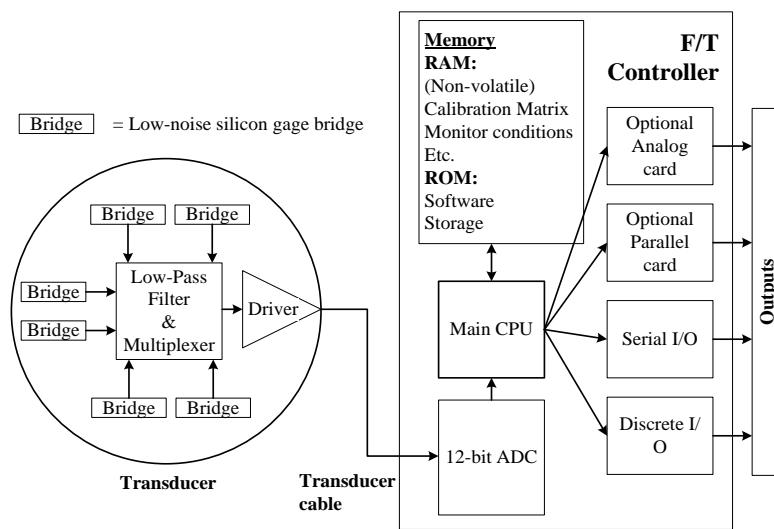 Memory
RAM:
(Non-volatile)
Calibration Matrix
Monitor conditions
Etc.
ROM:
Software
Storage
F/T
Controller
Bridge = Low-noise silicon gage bridge
Optional
Analog
card
Optional
Parallel
card
Serial I/O
Discrete I/
O
Outputs
Main CPU
12-bit ADC
Bridge
Bridge
Bridge
Bridge
Bridge
Bridge
Low-Pass
Filter
&
Multiplexer
Driver
Transducer
Transducer
cable